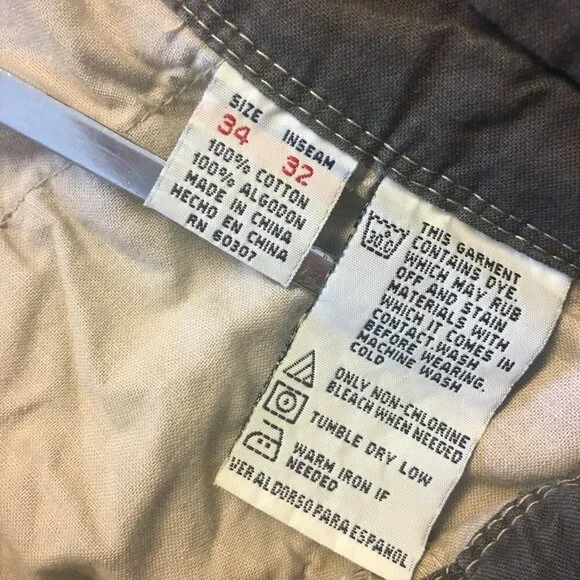 SIZE INSEAM
34 32
100% COTTON
100% ALGODON
MADE IN CHINA
HECHO EN CHINA
RN 60307
THIS GARMENT
CONTAINS DYE,
WHICH MAY RUB
OFF AND STAIN
MATERIALS WITH
WHICH IT COMES IN
CONTACT.WASH
BEFORE WEARING.
MACHINE WASH
COLD
ONLY NON-CHLORINE
BLEACH WHEN NEEDED
TUMBLE DRY LOW
WARM IRON IF
NEEDED
VER AL DORSO PARA ESPAÑOL